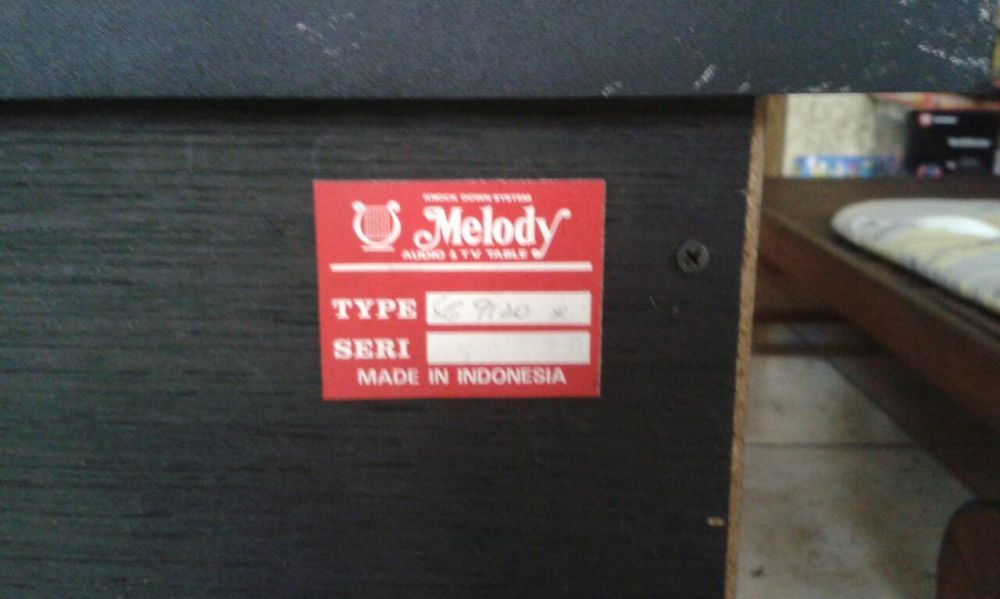 KNOCK DOWN SYSTEM
Melody
AUDIO & TV TABLE
TYPE
SERI
MADE IN INDONESIA